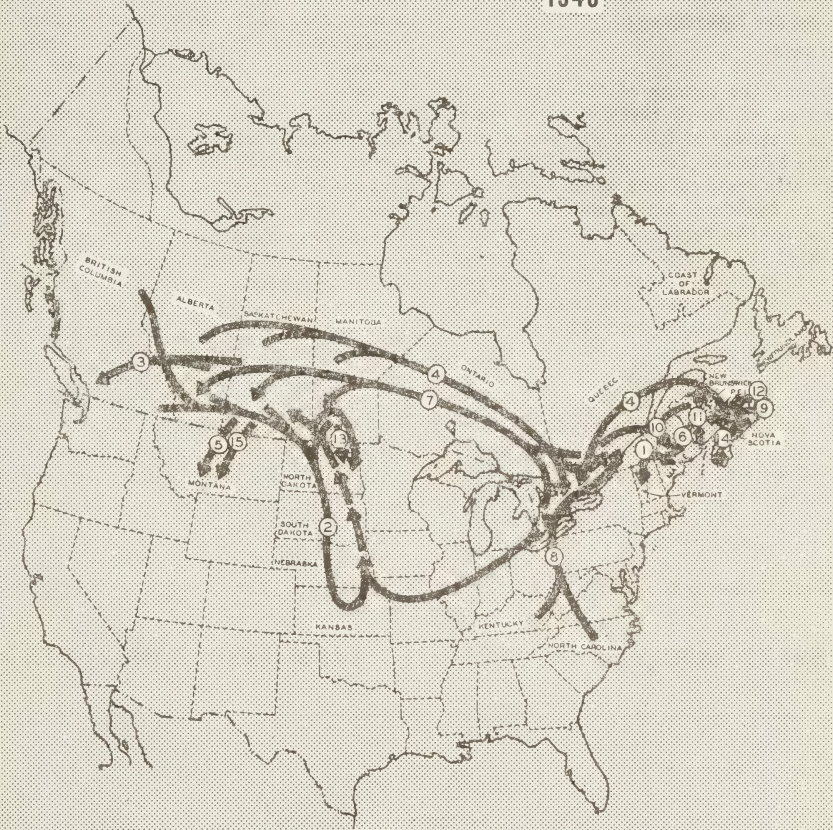 1948
BRITISH
COLUMBIA
ALBERTA
SASKATCHEWAN
MANITOBA
ONTARIO
QUEBEC
COAST
OF
LABRADOR
NEW
BRUNSWICK
P.E.I.
NOVA
SCOTIA
VERMONT
MONTANA
NORTH
DAKOTA
SOUTH
DAKOTA
NEBRASKA
KANSAS
KENTUCKY
NORTH CAROLINA
3
4
7
4
12
9
11
10
6
14
1
5
15
13
2
8